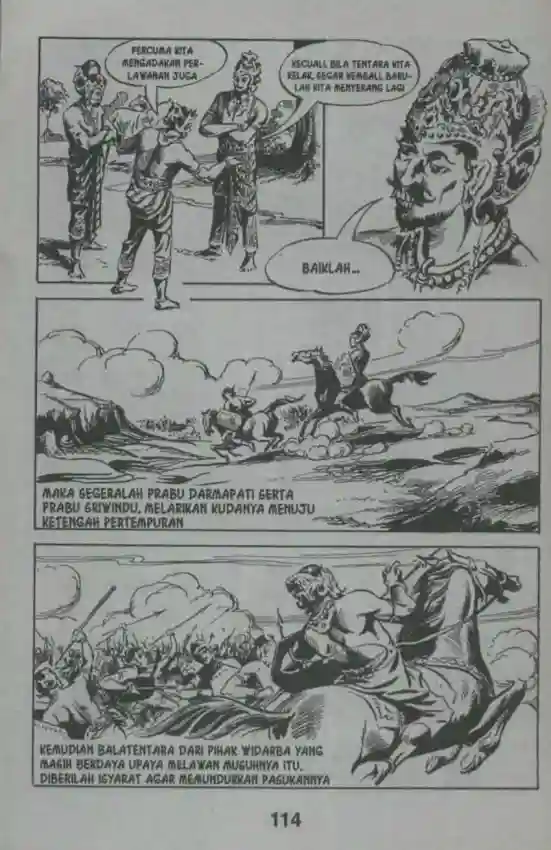 PERCUMA KITA
MENGADAKAN PER-
LAWANAN JUGA
KECUALI BILA TENTARA KITA
KELAK, SEGAR KEMBALI, BARU-
LAH KITA MENYERANG LAGI
BAIKLAH...
MAKA SEGERALAH PRABU DARMAPATI SERTA
PRABU SRIWINDU, MELARIKAN KUDANYA MENUJU
KETENGAH PERTEMPURAN
KEMUDIAN BALATENTARA DARI PIHAK WIDARBA YANG
MASIH BERDAYA UPAYA MELAWAN MUSUHNYA ITU,
DIBERILAH ISYARAT AGAR MEMUNDURKAN PASUKANNYA
114